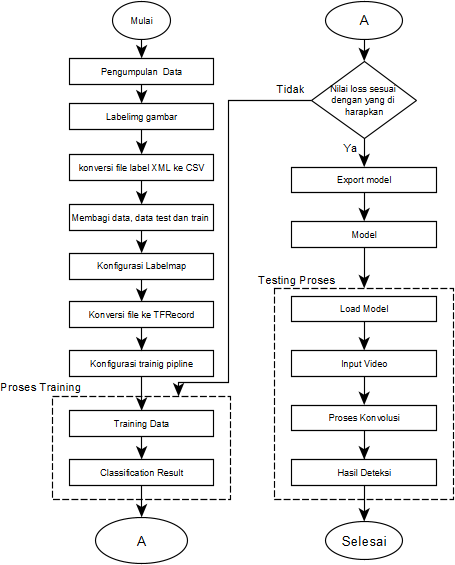 Mulai
Pengumpulan Data
Labelimg gambar
konversi file label XML ke CSV
Membagi data, data test dan train
Konfigurasi Labelmap
Konversi file ke TFRecord
Konfigurasi trainig pipline
Proses Training
Training Data
Classification Result
A
A
Nilai loss sesuai
dengan yang di
harapkan
Tidak
Ya
Export model
Model
Testing Proses
Load Model
Input Video
Proses Konvolusi
Hasil Deteksi
Selesai